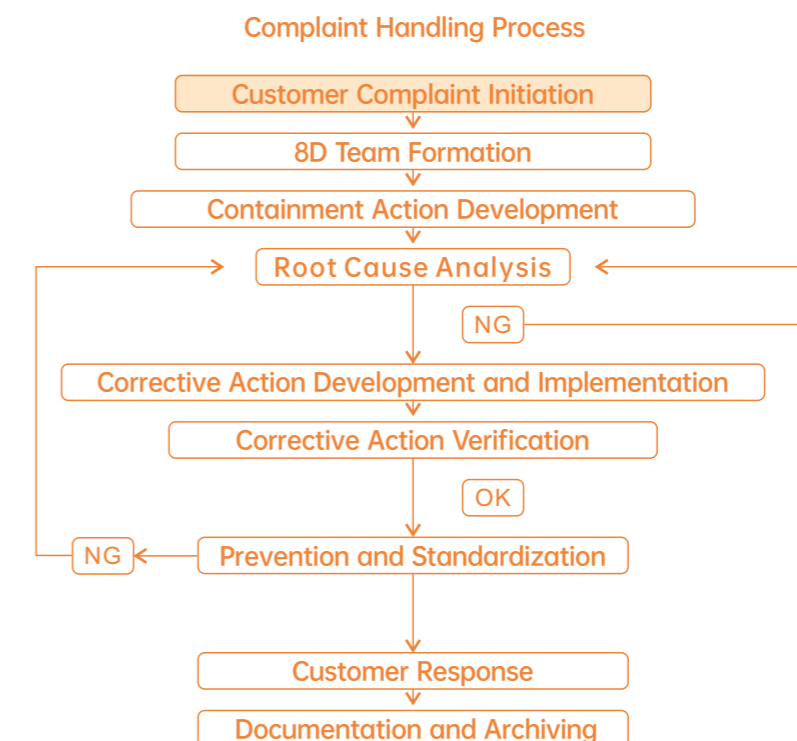 Complaint Handling Process
Customer Complaint Initiation
8D Team Formation
Containment Action Development
Root Cause Analysis
NG
Corrective Action Development and Implementation
Corrective Action Verification
OK
NG
Prevention and Standardization
Customer Response
Documentation and Archiving